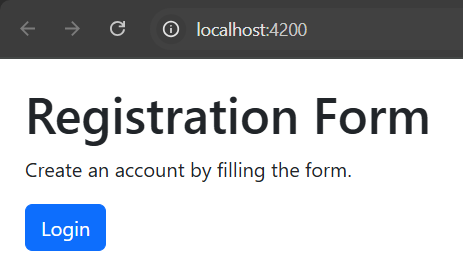 localhost:4200
Registration Form
Create an account by filling the form.
Login